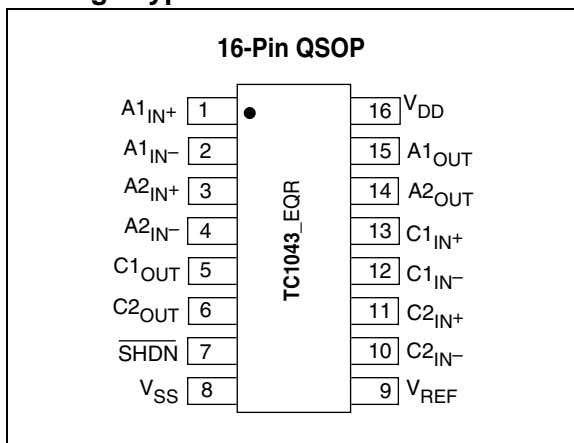 16-Pin QSOP
A1IN+ 1 16 VDD
A1IN– 2 15 A1OUT
A2IN+ 3 14 A2OUT
A2IN– 4 13 C1IN+
C1OUT 5 12 C1IN–
C2OUT 6 11 C2IN+
SHDN 7 10 C2IN–
VSS 8 9 VREF
TC1043_EQR